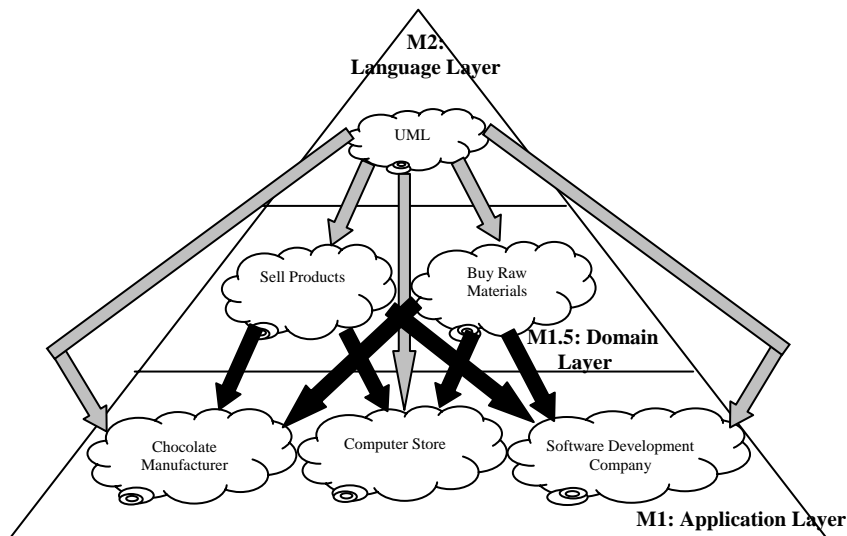 M2:
Language Layer
UML
Sell Products
Buy Raw
Materials
M1.5: Domain
Layer
Chocolate
Manufacturer
Computer Store
Software Development
Company
M1: Application Layer